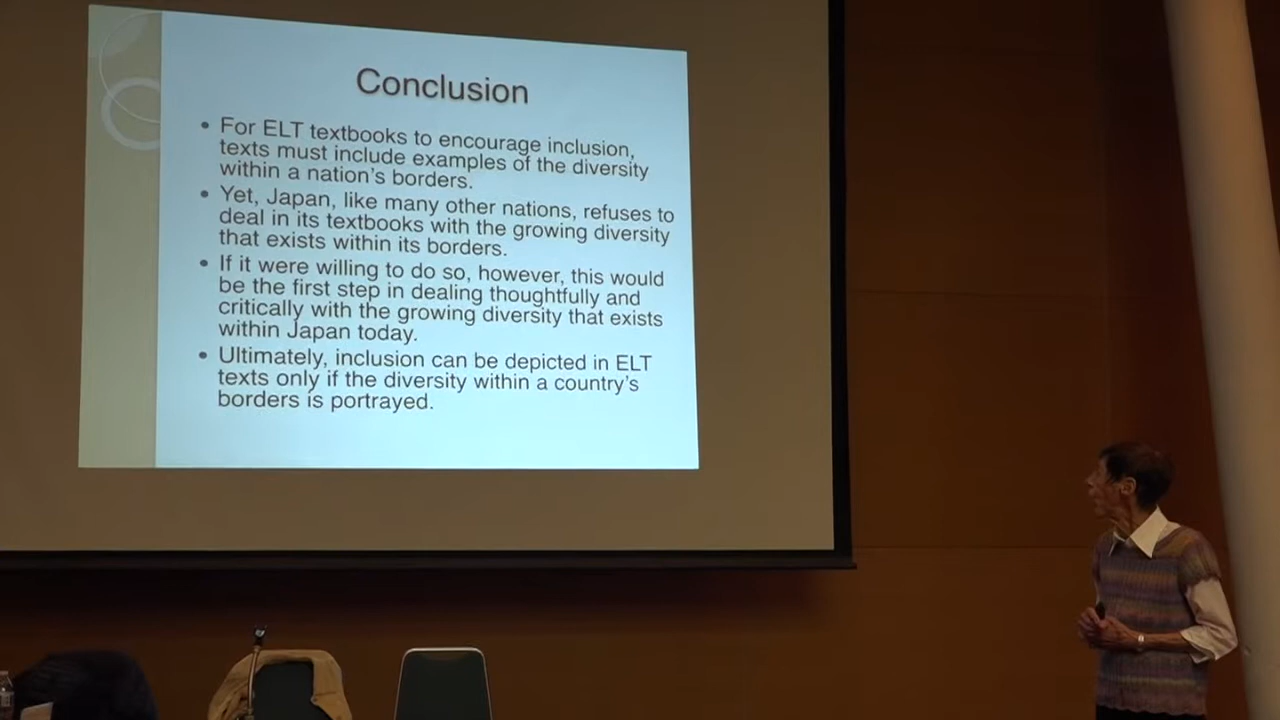 Conclusion
• For ELT textbooks to encourage inclusion,
texts must include examples of the diversity
within a nation's borders.
• Yet, Japan, like many other nations, refuses to
deal in its textbooks with the growing diversity
that exists within its borders.
• If it were willing to do so, however, this would
be the first step in dealing thoughtfully and
critically with the growing diversity that exists
within Japan today.
• Ultimately, inclusion can be depicted in ELT
texts only if the diversity within a country's
borders is portrayed.